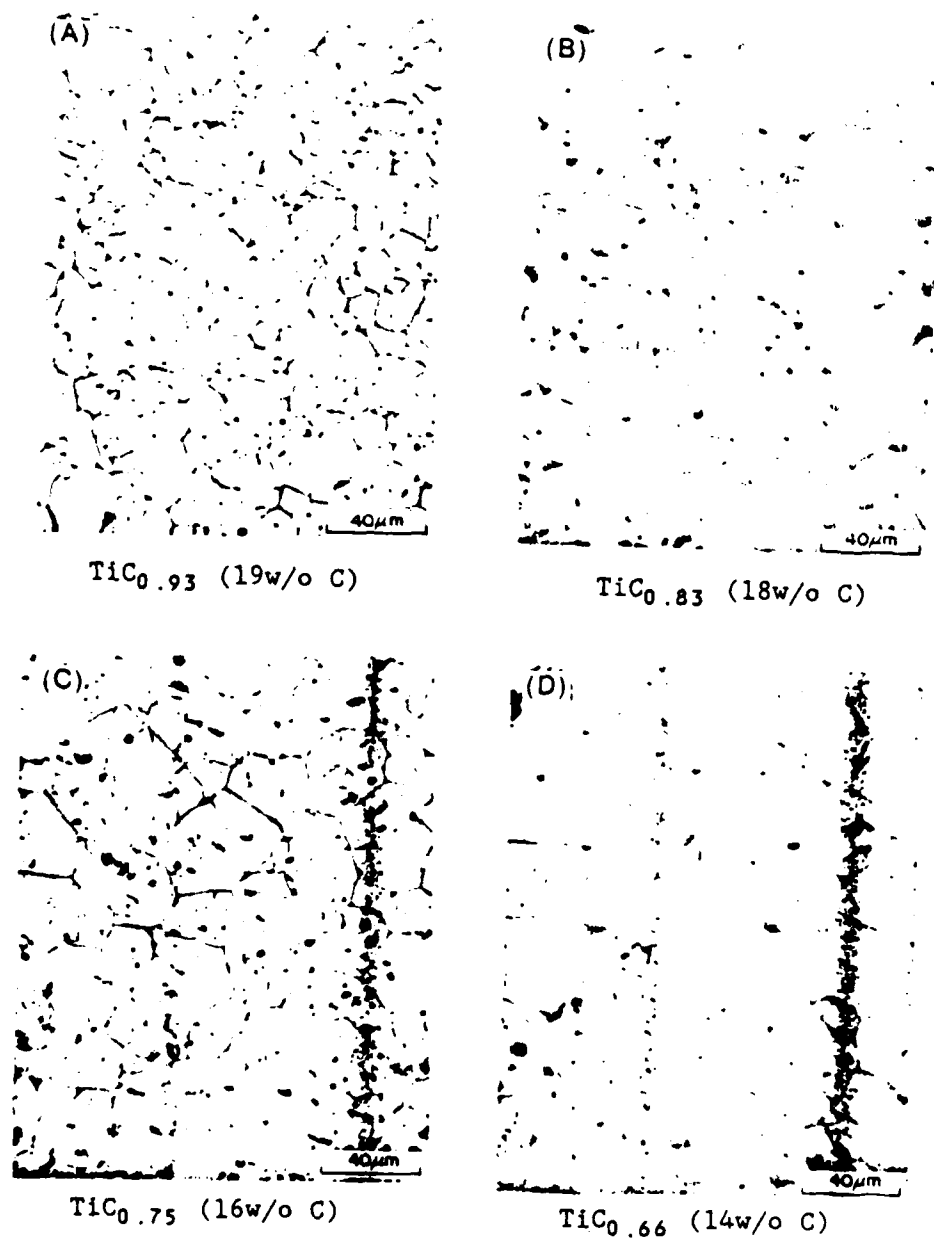 (A)
(B)
40μm
40μm
TiC0.93 (19w/o C)
TiC0.83 (18w/o C)
(C)
(D)
40μm
40μm
TiC0.75 (16w/o C)
TiC0.66 (14w/o C)